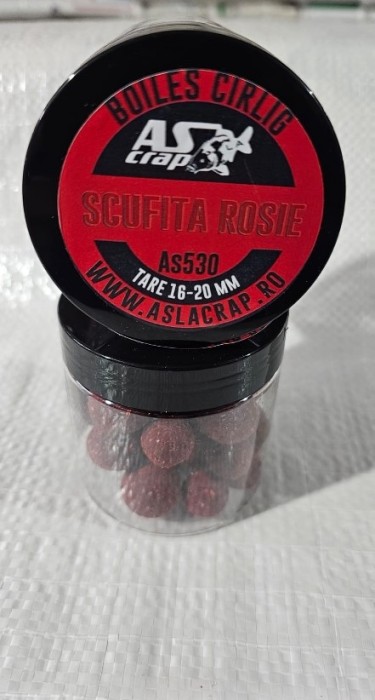 BOILES CIRLIG
AS
crap
SCUFITA ROSIE
As530
TARE 16-20 MM
WWW.ASLACRAP.RO